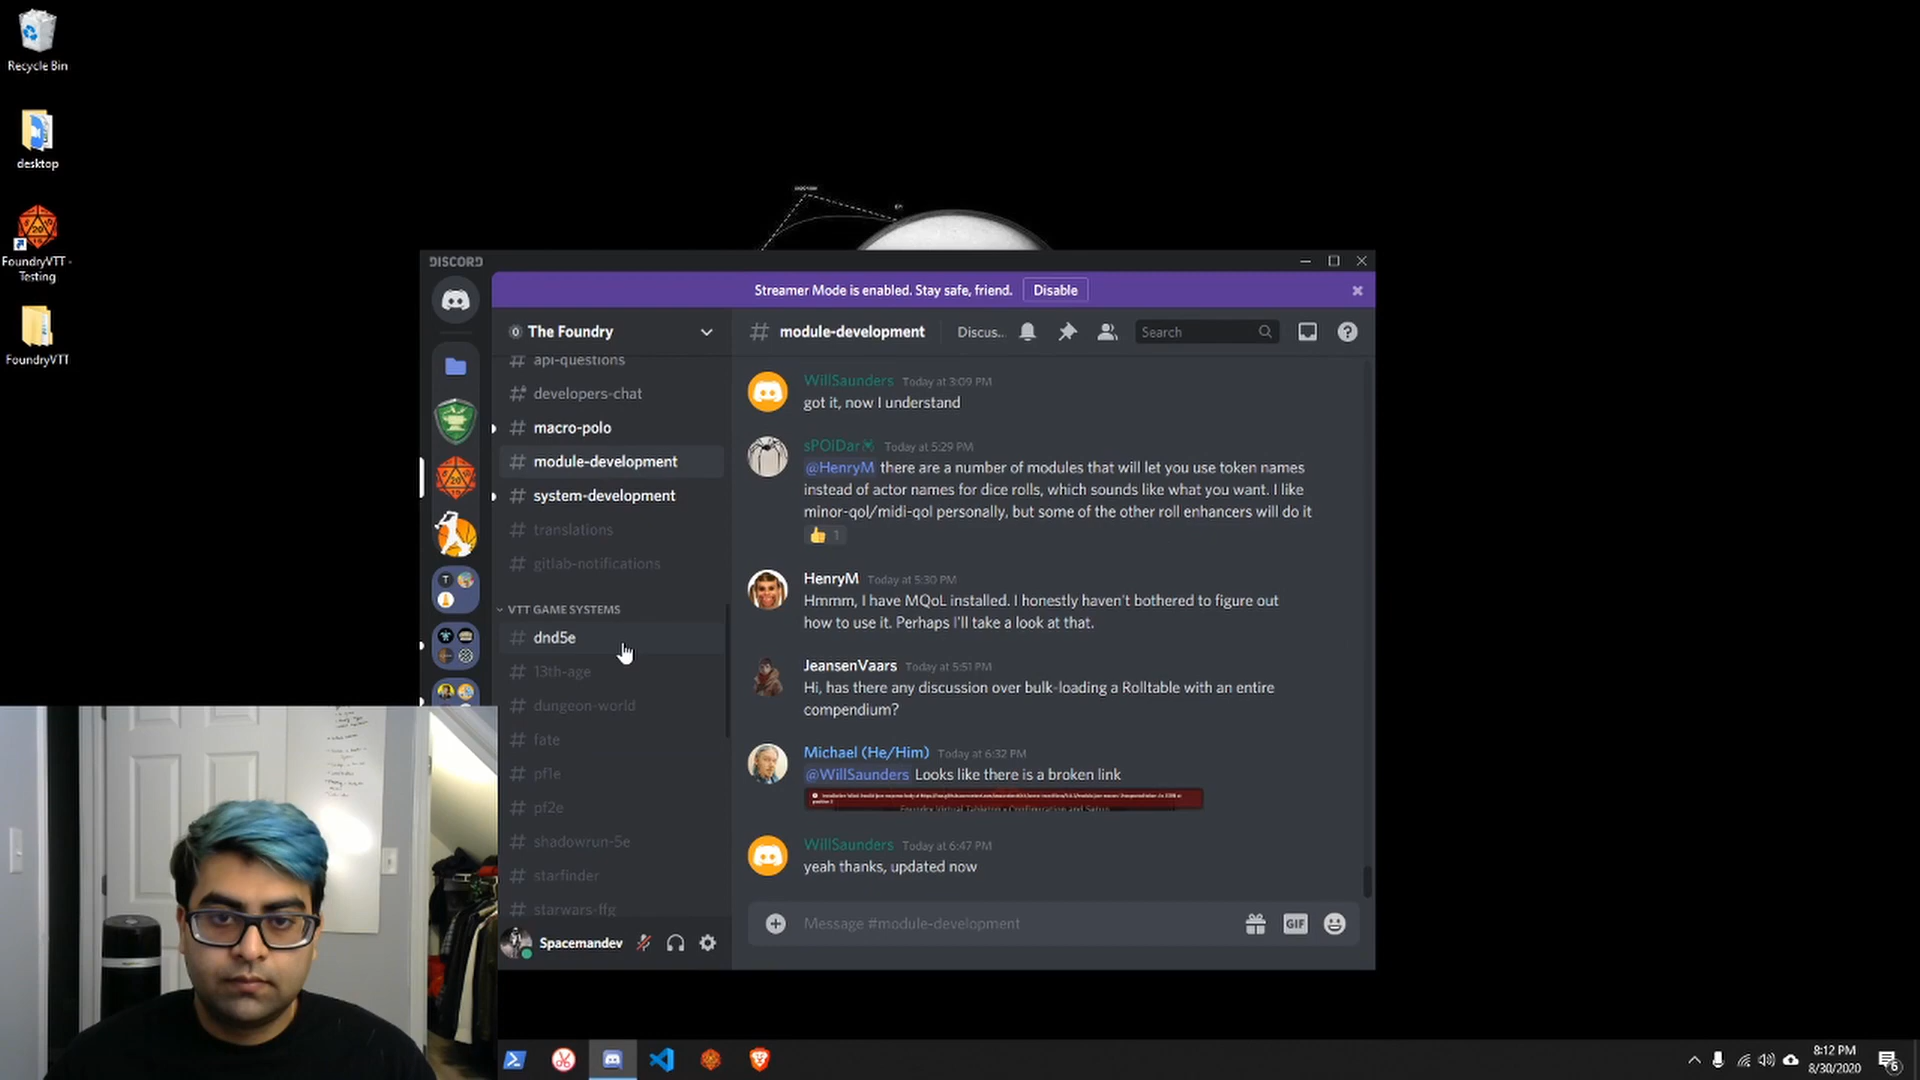 Recycle Bin
desktop
FoundryVTT -
Testing
FoundryVTT
DISCORD
Streamer Mode is enabled. Stay safe, friend.
Disable
The Foundry
api-questions
developers-chat
macro-polo
module-development
system-development
translations
gitlab-notifications
VTT GAME SYSTEMS
dnd5e
13th-age
dungeon-world
fate
pf1e
pf2e
shadowrun-5e
starfinder
starwars-ffg
Spacemandev
# module-development
Discus...
Search
WillSaunders Today at 3:09 PM
got it, now I understand
sPOiDar Today at 5:29 PM
@HenryM there are a number of modules that will let you use token names
instead of actor names for dice rolls, which sounds like what you want. I like
minor-qol/midi-qol personally, but some of the other roll enhancers will do it
👍 1
HenryM Today at 5:30 PM
Hmmm, I have MQoL installed. I honestly haven't bothered to figure out
how to use it. Perhaps I'll take a look at that.
JeansenVaars Today at 5:51 PM
Hi, has there any discussion over bulk-loading a Rolltable with an entire
compendium?
Michael (He/Him) Today at 6:32 PM
@WillSaunders Looks like there is a broken link
Foundry Virtual Tabletop • Configuration and Setup
WillSaunders Today at 6:47 PM
yeah thanks, updated now
Message #module-development
GIF
8:12 PM
8/30/2020
6